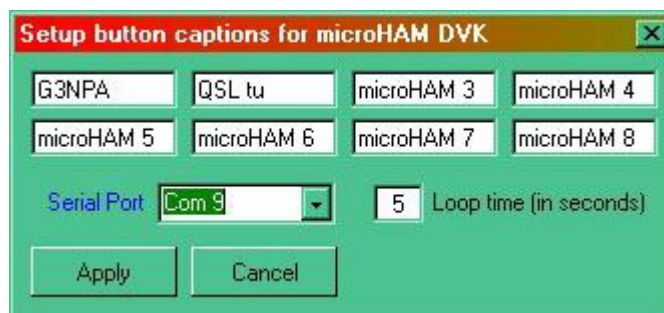 Setup button captions for microHAM DVK
G3NPA QSL tu microHAM 3 microHAM 4
microHAM 5 microHAM 6 microHAM 7 microHAM 8
Serial Port Com 9 5 Loop time (in seconds)
Apply Cancel